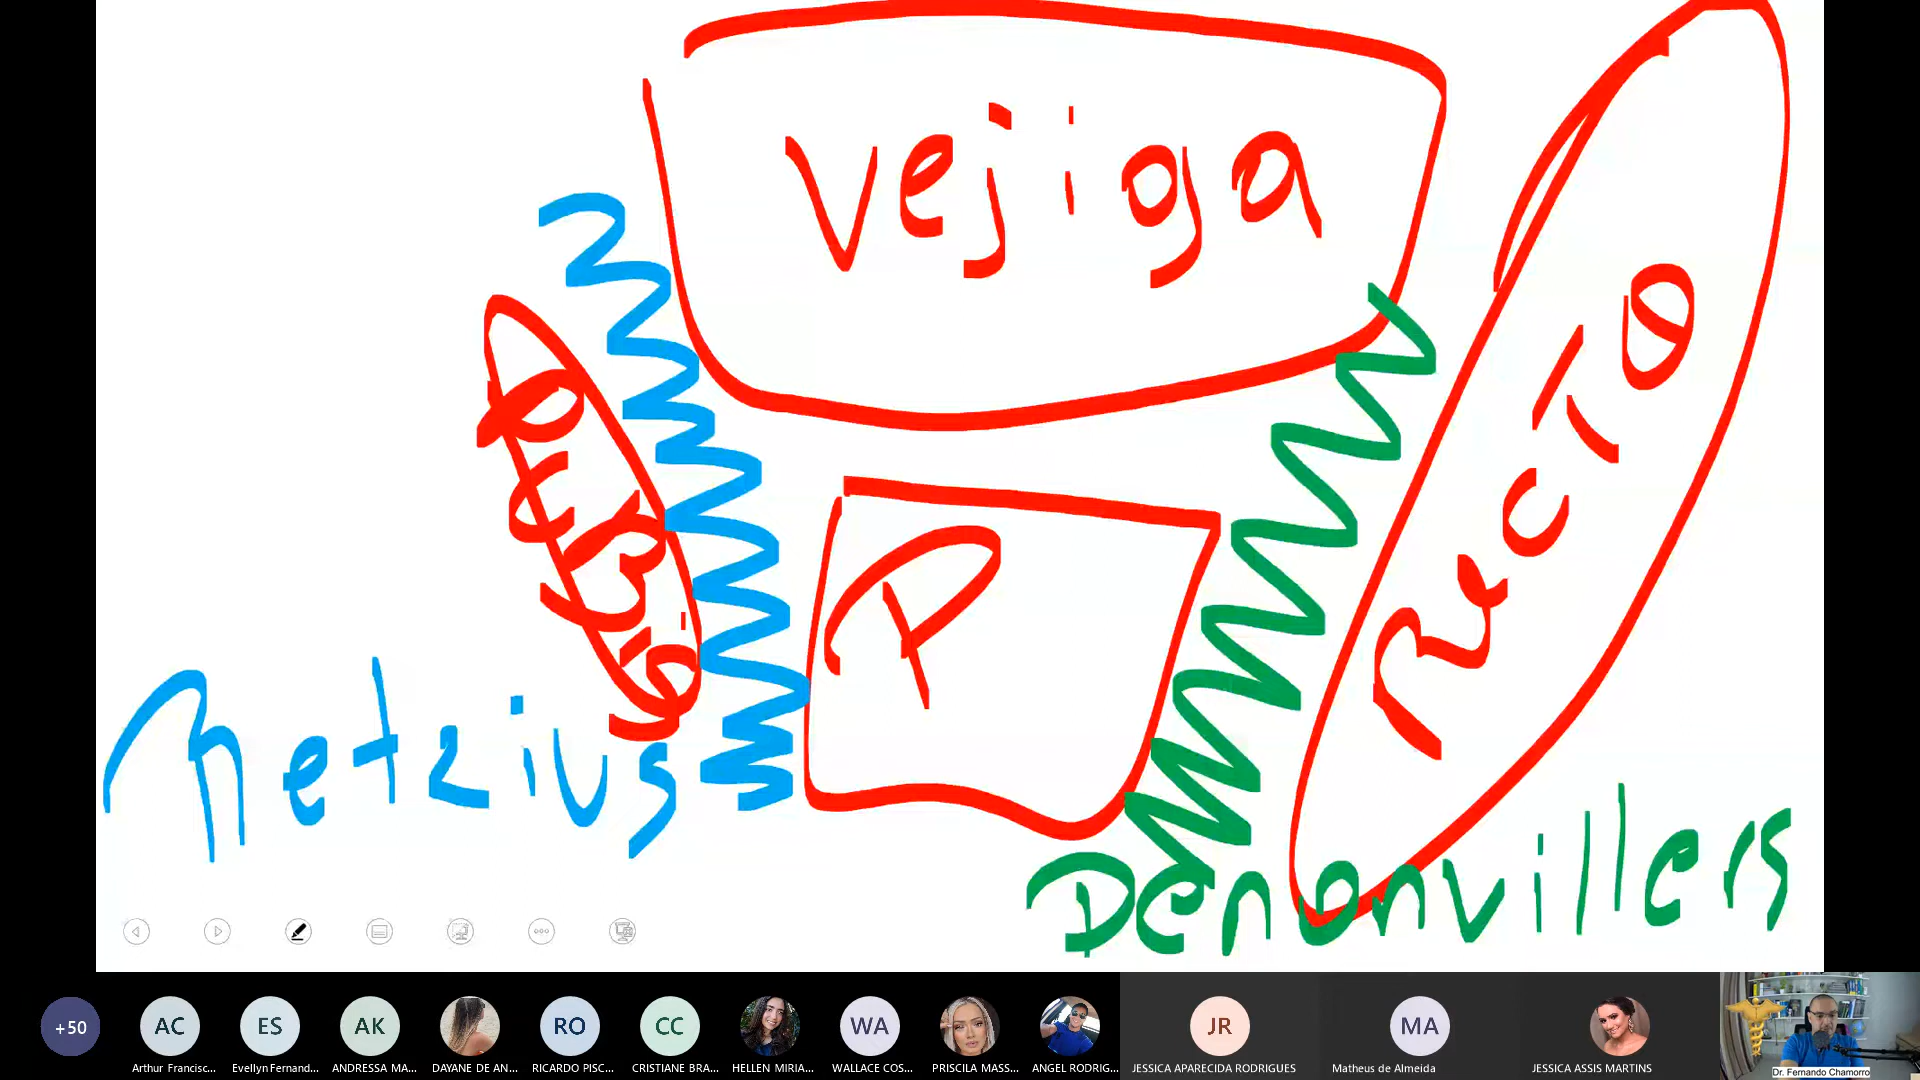 Vejiga
Recto
PuBis
P
Retzius
Denonvillers
+50
AC
ES
AK
RO
CC
WA
JR
MA
Arthur Francisc...
Evellyn Fernand...
ANDRESSA MA...
DAYANE DE AN...
RICARDO PISC...
CRISTIANE BRA...
HELLEN MIRIA...
WALLACE COS...
PRISCILA MASS...
ANGEL RODRIG...
JESSICA APARECIDA RODRIGUES
Matheus de Almeida
JESSICA ASSIS MARTINS
Dr. Fernando Chamorro